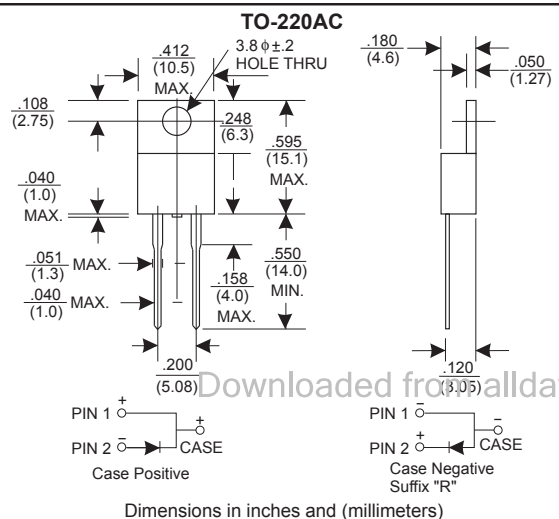 TO-220AC
.412
(10.5)
MAX.
3.8 ϕ ±.2
HOLE THRU
.180
(4.6)
.050
(1.27)
.108
(2.75)
.248
(6.3)
.595
(15.1)
MAX.
.040
(1.0)
MAX.
.051
(1.3) MAX.
.040
(1.0) MAX.
.158
(4.0)
MAX.
.550
(14.0)
MIN.
.200
(5.08)
.120
(3.05)
Downloaded from allda
PIN 1 +
+
PIN 2 - CASE
Case Positive
PIN 1 -
-
PIN 2 + CASE
Case Negative
Suffix "R"
Dimensions in inches and (millimeters)